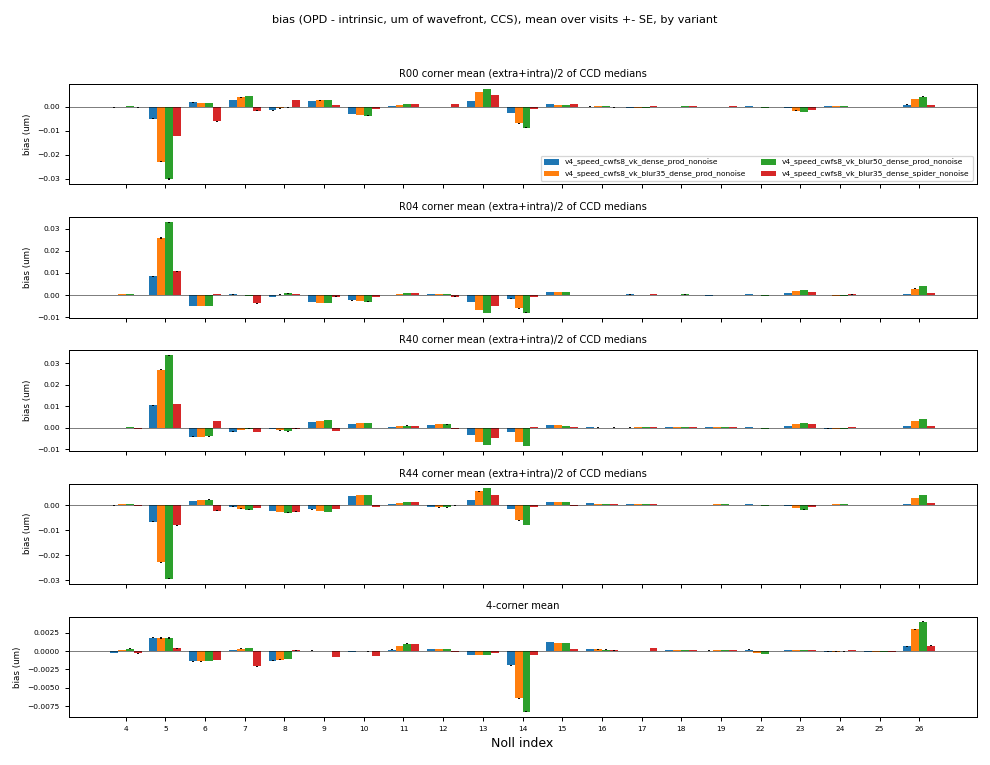 bias (OPD - intrinsic, um of wavefront, CCS), mean over visits +- SE, by variant
R00 corner mean (extra+intra)/2 of CCD medians
bias (um)
0.00
−0.01
−0.02
−0.03
v4_speed_cwfs8_vk_dense_prod_nonoise
v4_speed_cwfs8_vk_blur35_dense_prod_nonoise
v4_speed_cwfs8_vk_blur50_dense_prod_nonoise
v4_speed_cwfs8_vk_blur35_dense_spider_nonoise
R04 corner mean (extra+intra)/2 of CCD medians
bias (um)
0.03
0.02
0.01
0.00
−0.01
R40 corner mean (extra+intra)/2 of CCD medians
bias (um)
0.03
0.02
0.01
0.00
−0.01
R44 corner mean (extra+intra)/2 of CCD medians
bias (um)
0.00
−0.01
−0.02
−0.03
4-corner mean
bias (um)
0.0025
0.0000
−0.0025
−0.0050
−0.0075
4 5 6 7 8 9 10 11 12 13 14 15 16 17 18 19 22 23 24 25 26
Noll index